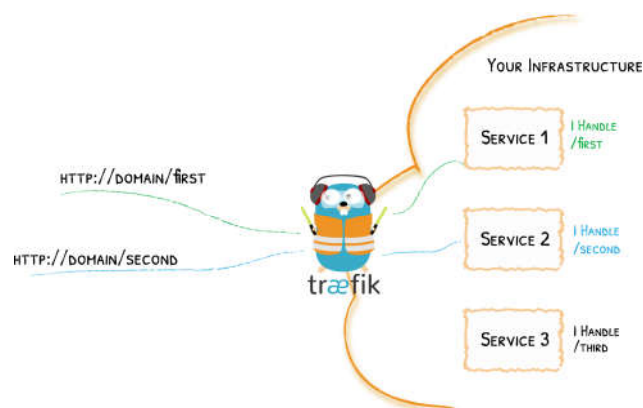 YOUR INFRASTRUCTURE
SERVICE 1
I HANDLE
/FIRST
HTTP://DOMAIN/FIRST
HTTP://DOMAIN/SECOND
SERVICE 2
I HANDLE
/SECOND
træfik
SERVICE 3
I HANDLE
/THIRD